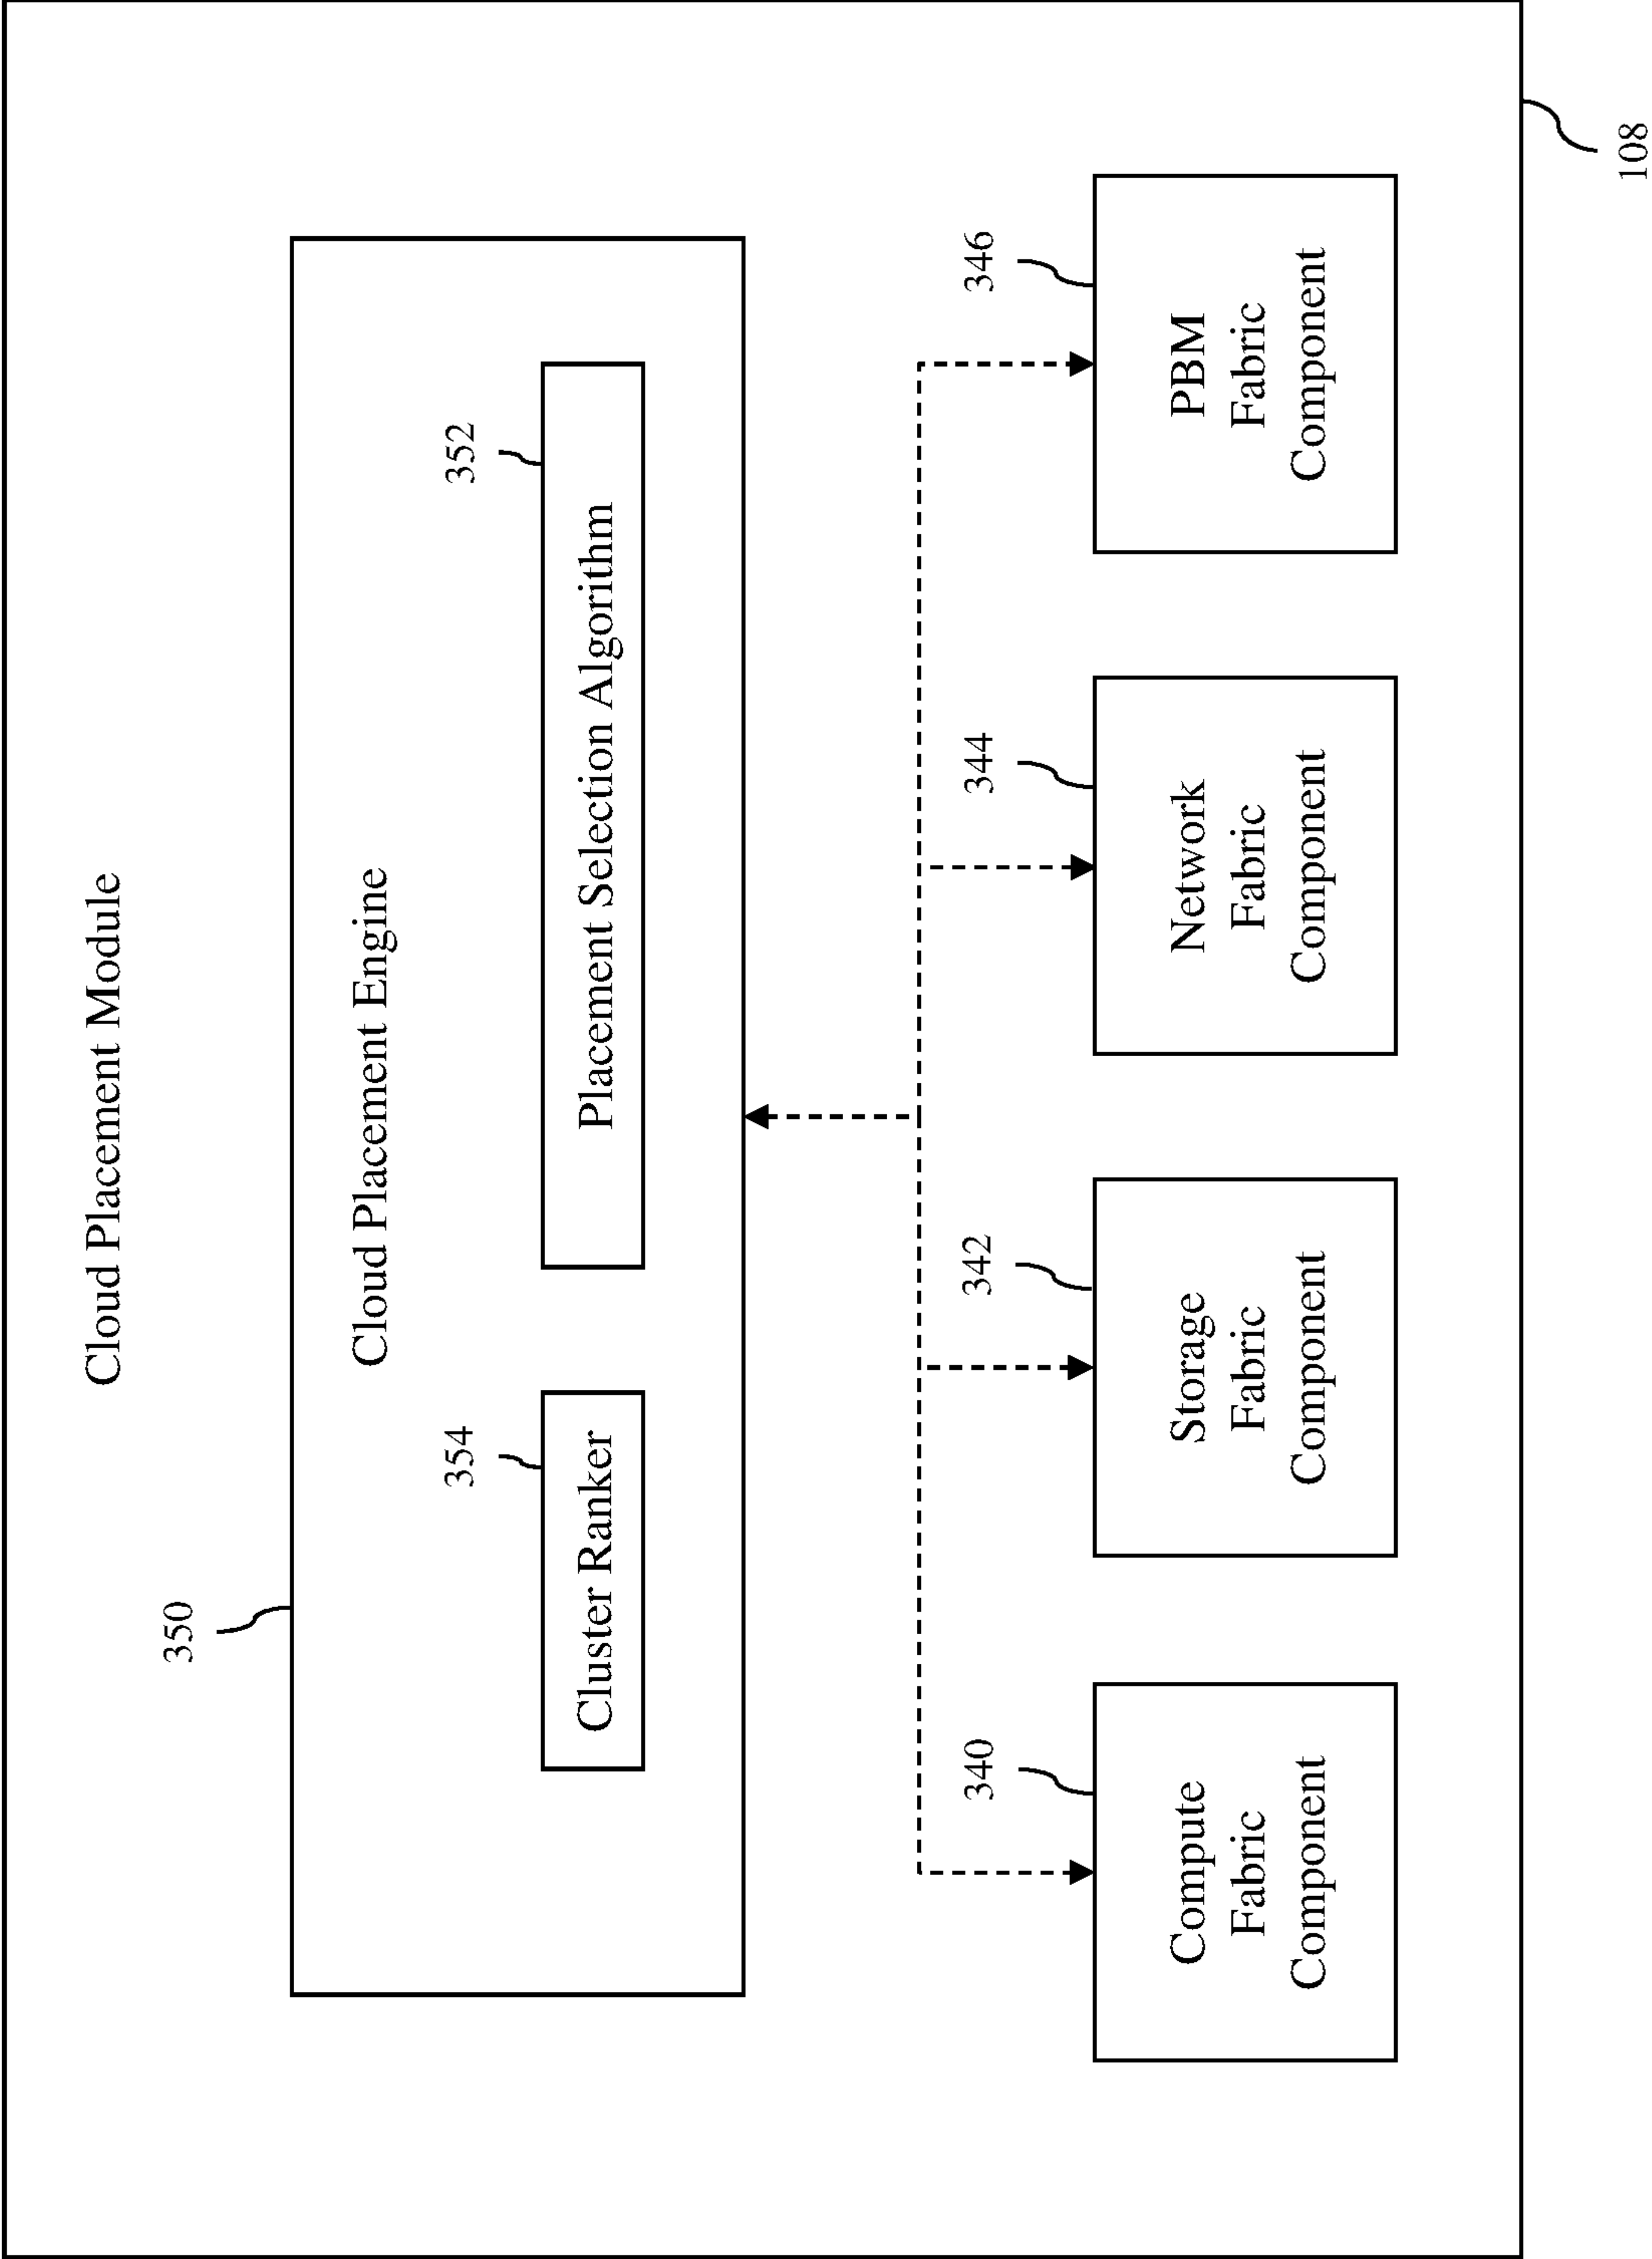 Cloud Placement Module
350
Cloud Placement Engine
354
352
Cluster Ranker
Placement Selection Algorithm
340
342
344
346
Compute
Fabric
Component
Storage
Fabric
Component
Network
Fabric
Component
PBM
Fabric
Component
108